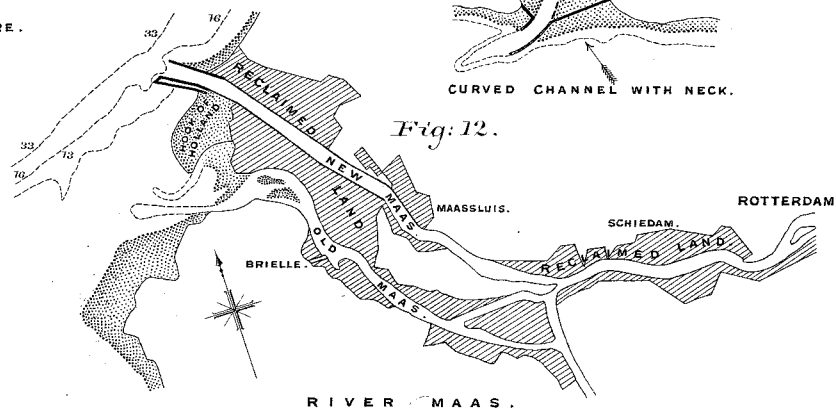 RE.
16
33
CURVED CHANNEL WITH NECK.
RECLAIMED
LAND
HOOK OF
HOLLAND
Fig: 12.
33
13
16
NEW
MAAS.
MAASSLUIS.
ROTTERDAM
SCHIEDAM.
RECLAIMED LAND.
OLD
MAAS.
BRIELLE.
RIVER MAAS.